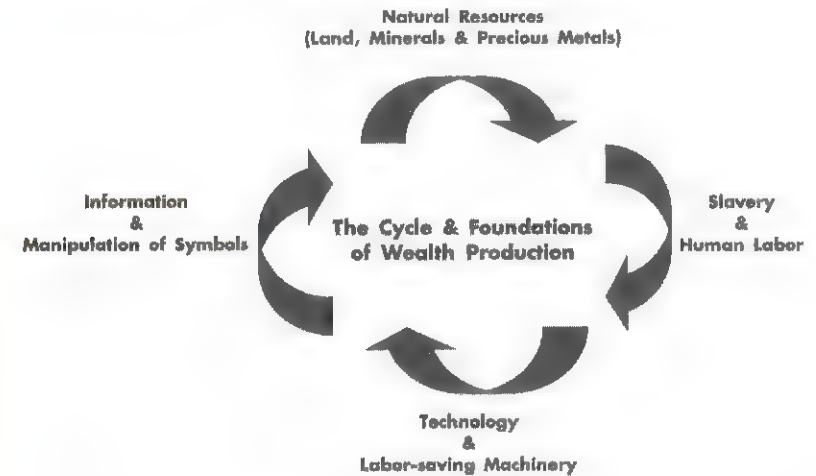 Natural Resources
(Land, Minerals & Precious Metals)
Information
&
Manipulation of Symbols
The Cycle & Foundations
of Wealth Production
Slavery
&
Human Labor
Technology
&
Labor-saving Machinery